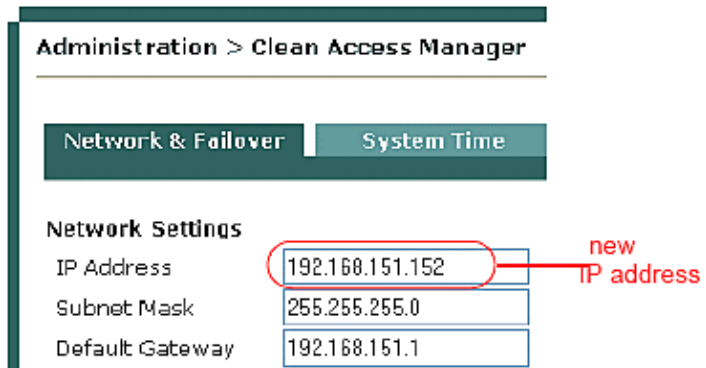 Administration > Clean Access Manager
Network & Failover System Time
Network Settings
IP Address 192.168.151.152
new
IP address
Subnet Mask 255.255.255.0
Default Gateway 192.168.151.1